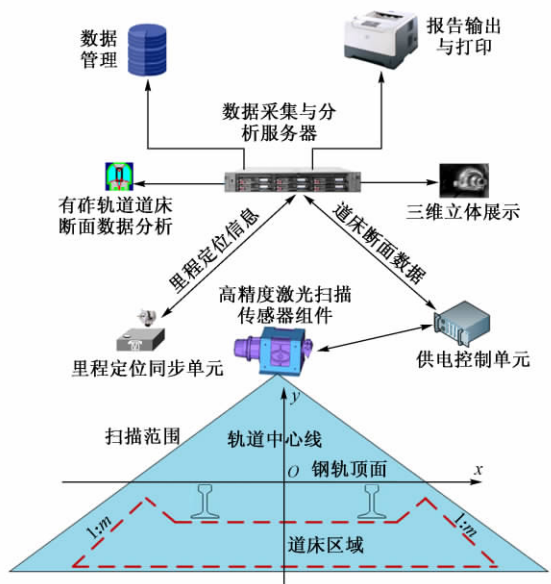 数据
管理
报告输出
与打印
数据采集与分
析服务器
有砟轨道道床
断面数据分析
三维立体展示
里程定位信息
道床断面数据
高精度激光扫描
传感器组件
里程定位同步单元
供电控制单元
y
扫描范围
轨道中心线
O
钢轨顶面
x
1:m
1:m
道床区域